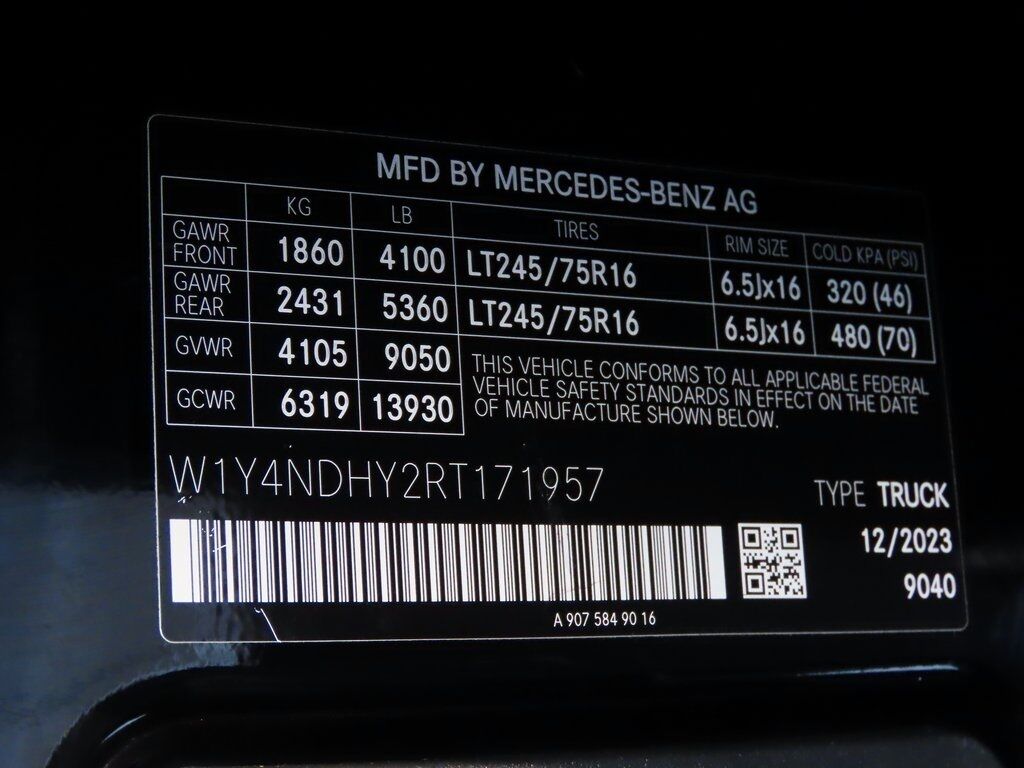 MFD BY MERCEDES-BENZ AG
KG LB TIRES RIM SIZE COLD KPA (PSI)
GAWR FRONT 1860 4100 LT245/75R16 6.5Jx16 320 (46)
GAWR REAR 2431 5360 LT245/75R16 6.5Jx16 480 (70)
GVWR 4105 9050
GCWR 6319 13930
THIS VEHICLE CONFORMS TO ALL APPLICABLE FEDERAL
VEHICLE SAFETY STANDARDS IN EFFECT ON THE DATE
OF MANUFACTURE SHOWN BELOW.
W1Y4NDHY2RT171957
TYPE TRUCK
12/2023
9040
A 907 584 90 16